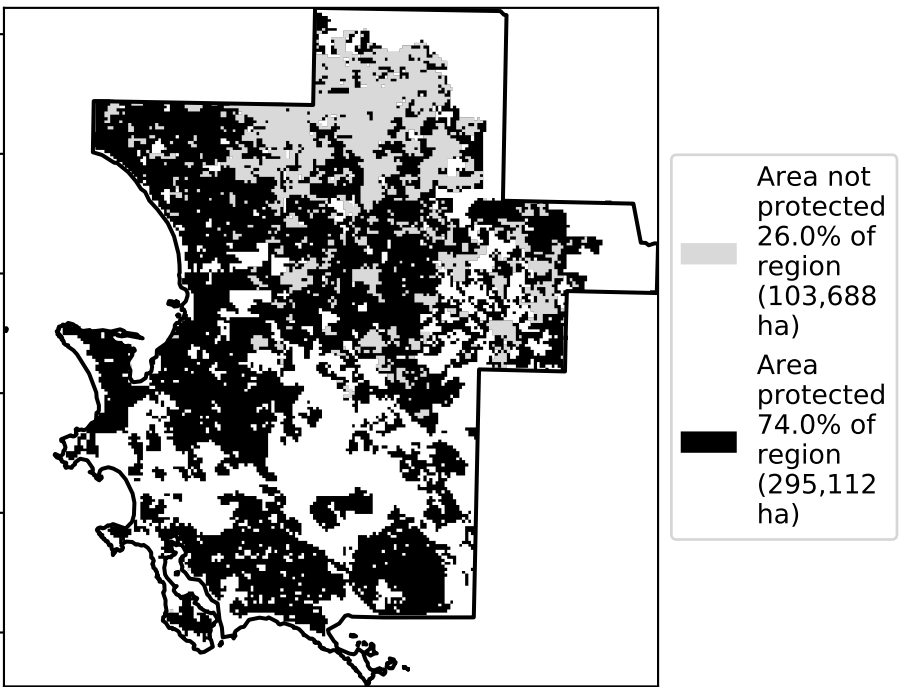 Area not
protected
26.0% of
region
(103,688
ha)
Area
protected
74.0% of
region
(295,112
ha)